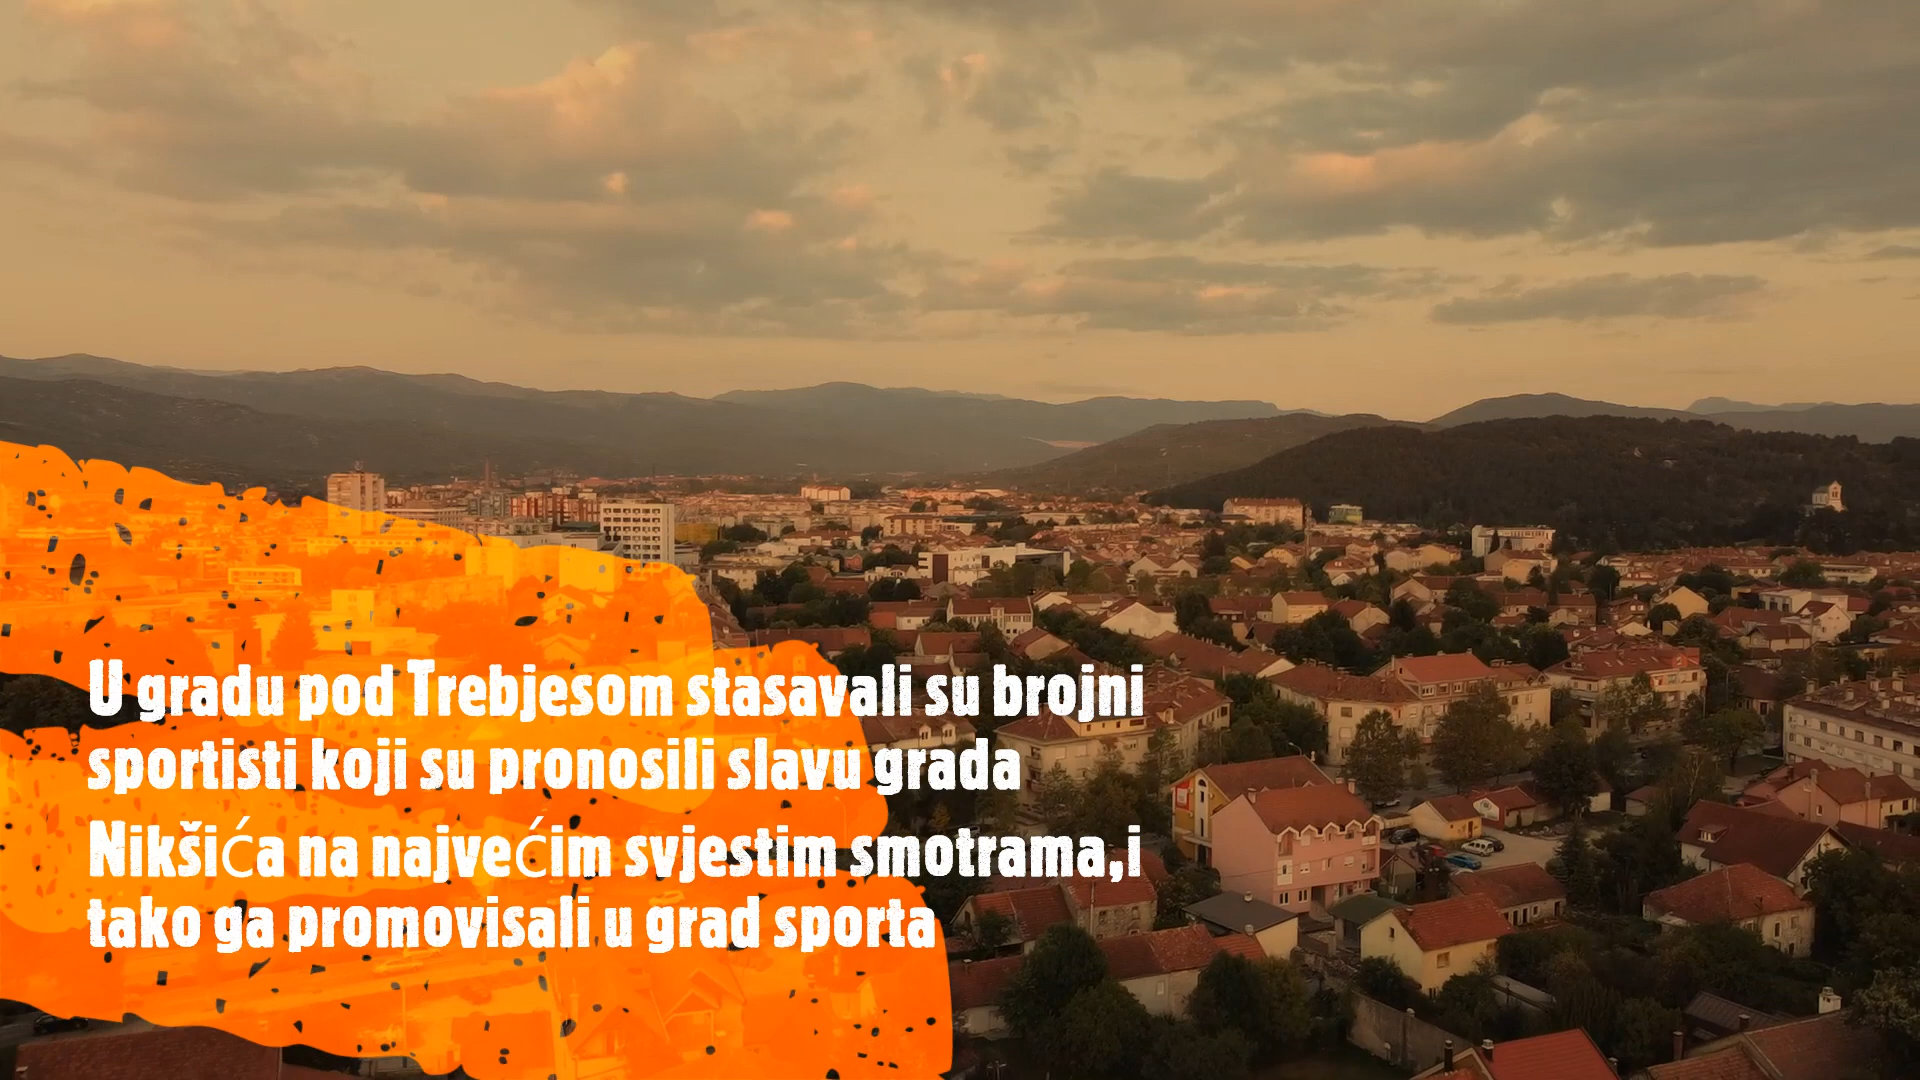 U gradu pod Trebjesom stasavali su brojni
sportisti koji su pronosili slavu grada
Nikšića na najvećim svjestim smotrama,i
tako ga promovisali u grad sporta